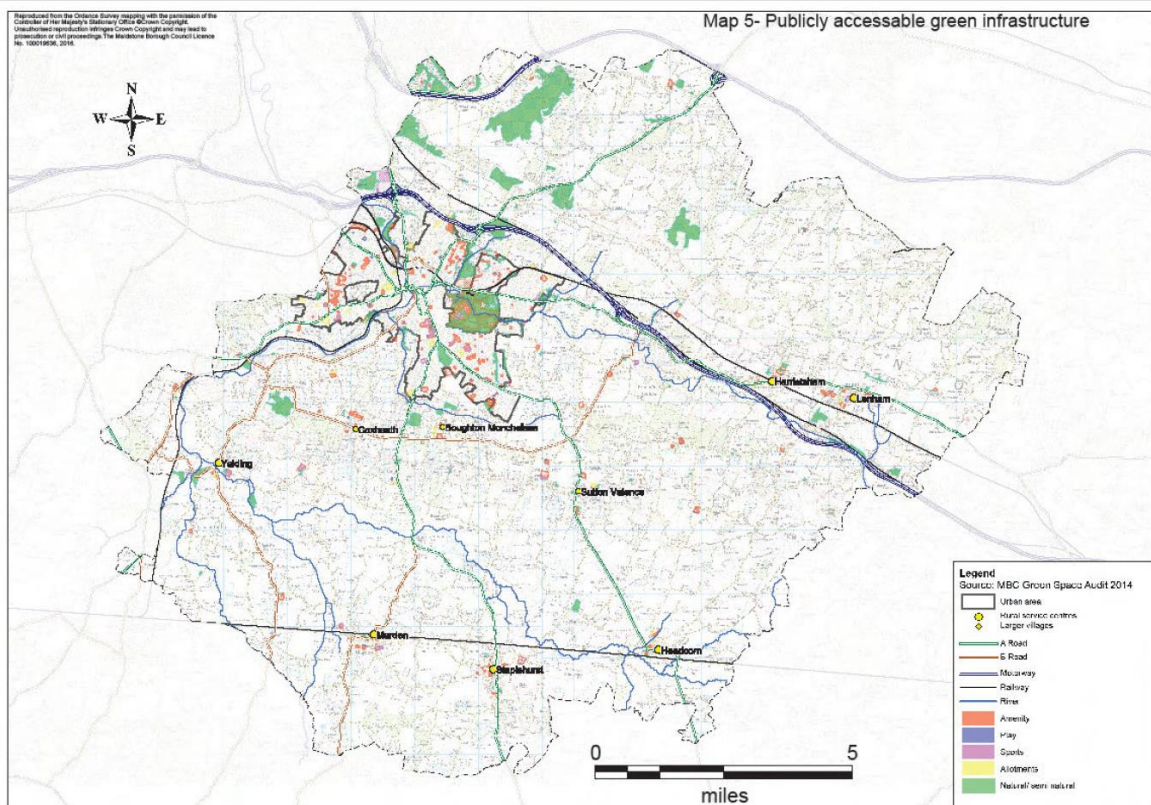 Reproduced from the Ordance Survey mapping with the permission of the
Controller of Her Majesty's Stationary Office ©Crown Copyright.
Unauthorised reproduction infringes Crown Copyright and may lead to
prosecution or civil proceedings The Maidstone Borough Council Licence
No. 100019636, 2016.
Map 5- Publicly accessable green infrastructure
N
W E
S
Harrietsham
Lenham
Coxheath
Boughton Monchelsea
Yalding
Sutton Valence
Marden
Headcorn
Staplehurst
0 5
miles
Legend
Source: MBC Green Space Audit 2014
Urban area
Rural service centres
Larger villages
A Road
B Road
Motorway
Railway
River
Amenity
Play
Sports
Allotments
Natural/ semi natural